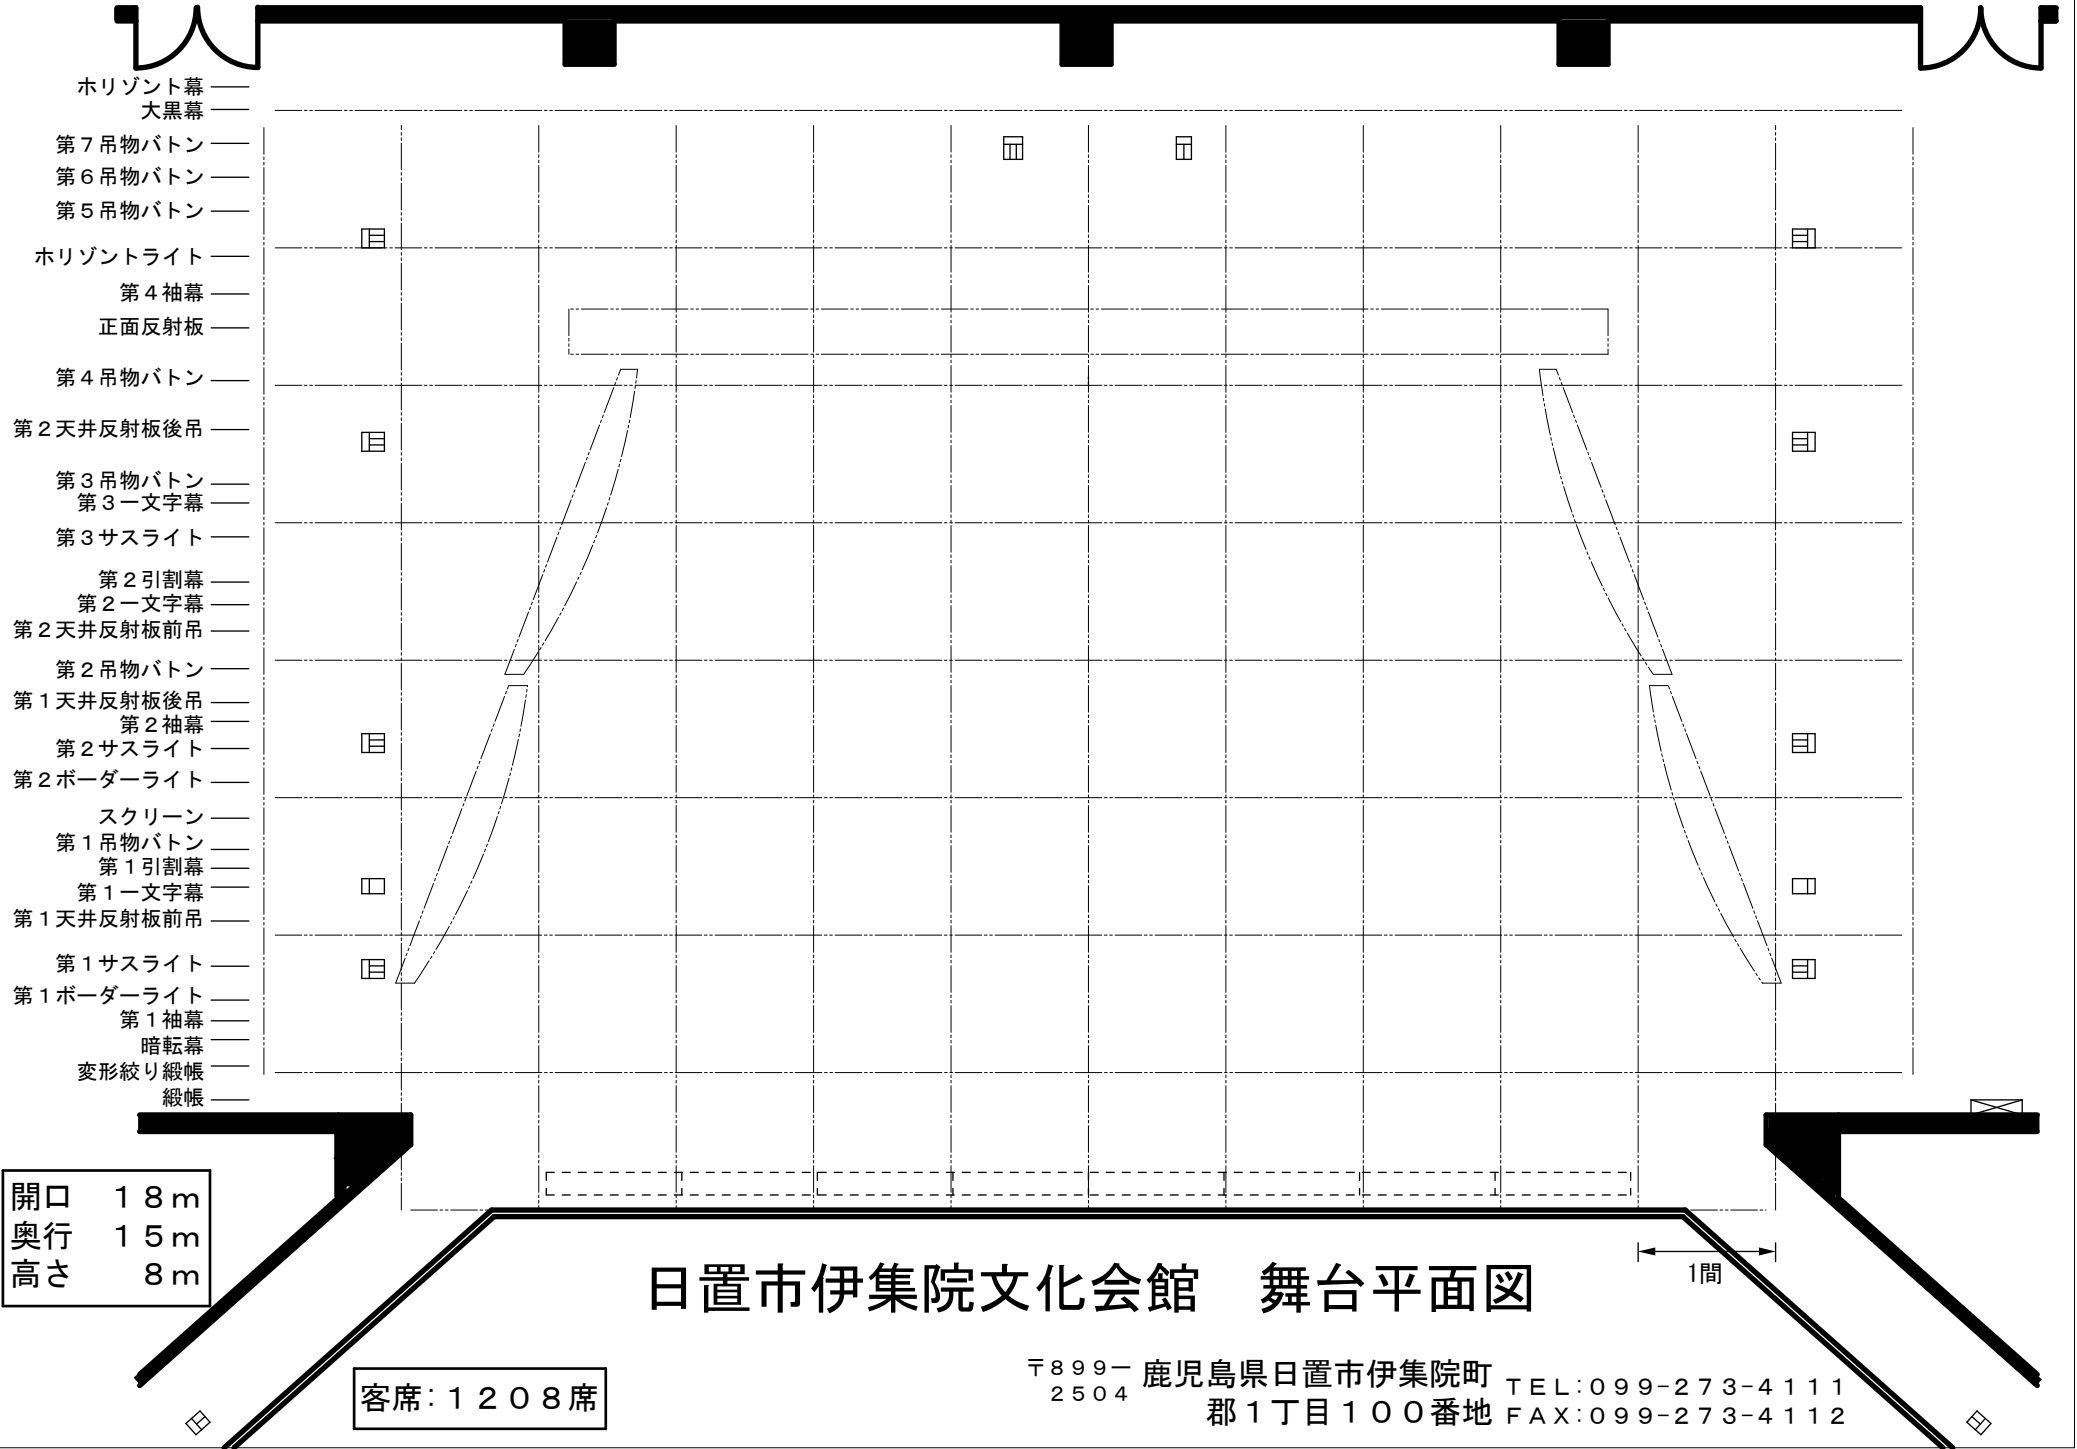 ホリゾント幕
大黒幕
第７吊物バトン
第６吊物バトン
第５吊物バトン
ホリゾントライト
第４袖幕
正面反射板
第４吊物バトン
第２天井反射板後吊
第３吊物バトン
第３一文字幕
第３サスライト
第２引割幕
第２一文字幕
第２天井反射板前吊
第２吊物バトン
第１天井反射板後吊
第２袖幕
第２サスライト
第２ボーダーライト
スクリーン
第１吊物バトン
第１引割幕
第１一文字幕
第１天井反射板前吊
第１サスライト
第１ボーダーライト
第１袖幕
暗転幕
変形絞り緞帳
緞帳
開口　１８ｍ
奥行　１５ｍ
高さ　８ｍ
1間
日置市伊集院文化会館　舞台平面図
客席：１２０８席
〒８９９－２５０４
鹿児島県日置市伊集院町
郡１丁目１００番地
ＴＥＬ：０９９－２７３－４１１１
ＦＡＸ：０９９－２７３－４１１２